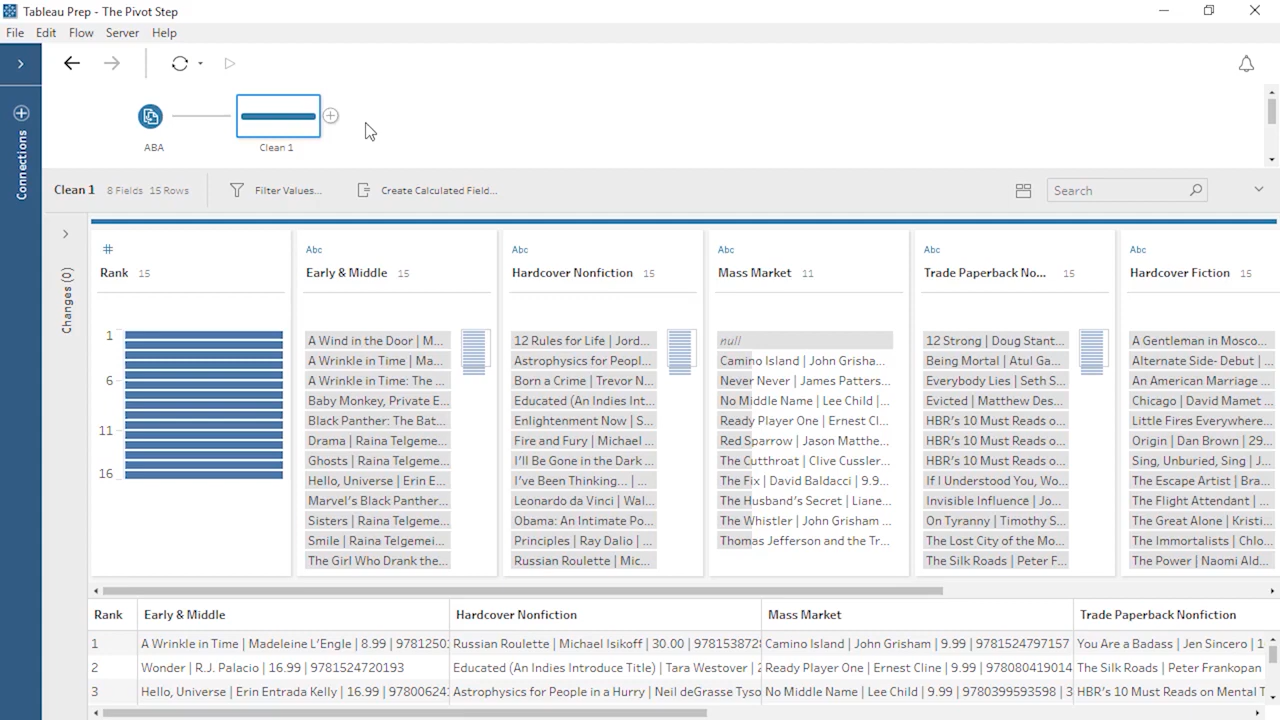 Tableau Prep - The Pivot Step
File Edit Flow Server Help
Connections
ABA
Clean 1
Clean 1 8 Fields 15 Rows Filter Values... Create Calculated Field... Search
Changes (0)
#
Rank 15
1
6
11
16
Abc
Early & Middle 15
A Wind in the Door | M...
A Wrinkle in Time | Ma...
A Wrinkle in Time: The ...
Baby Monkey, Private E...
Black Panther: The Bat...
Drama | Raina Telgeme...
Ghosts | Raina Telgeme...
Hello, Universe | Erin E...
Marvel's Black Panther...
Sisters | Raina Telgeme...
Smile | Raina Telgemei...
The Girl Who Drank the...
Abc
Hardcover Nonfiction 15
12 Rules for Life | Jord...
Astrophysics for Peopl...
Born a Crime | Trevor N...
Educated (An Indies Int...
Enlightenment Now | S...
Fire and Fury | Michael ...
I'll Be Gone in the Dark ...
I've Been Thinking... | ...
Leonardo da Vinci | Wal...
Obama: An Intimate Po...
Principles | Ray Dalio | ...
Russian Roulette | Mic...
Abc
Mass Market 11
null
Camino Island | John Grisha...
Never Never | James Patters...
No Middle Name | Lee Child | ...
Ready Player One | Ernest Cl...
Red Sparrow | Jason Matthe...
The Cutthroat | Clive Cussler...
The Fix | David Baldacci | 9.9...
The Husband's Secret | Liane...
The Whistler | John Grisham ...
Thomas Jefferson and the Tr...
Abc
Trade Paperback No... 15
12 Strong | Doug Stant...
Being Mortal | Atul Ga...
Everybody Lies | Seth S...
Evicted | Matthew Des...
HBR's 10 Must Reads o...
HBR's 10 Must Reads o...
HBR's 10 Must Reads o...
If I Understood You, Wo...
Invisible Influence | Jo...
On Tyranny | Timothy S...
The Lost City of the Mo...
The Silk Roads | Peter F...
Abc
Hardcover Fiction 15
A Gentleman in Mosco...
Alternate Side- Debut | ...
An American Marriage ...
Chicago | David Mamet ...
Little Fires Everywhere...
Origin | Dan Brown | 29...
Sing, Unburied, Sing | J...
The Escape Artist | Bra...
The Flight Attendant | ...
The Great Alone | Kristi...
The Immortalists | Chlo...
The Power | Naomi Ald...
Rank Early & Middle Hardcover Nonfiction Mass Market Trade Paperback Nonfiction
1 A Wrinkle in Time | Madeleine L'Engle | 8.99 | 9781250 Russian Roulette | Michael Isikoff | 30.00 | 978153872 Camino Island | John Grisham | 9.99 | 9781524797157 You Are a Badass | Jen Sincero | 1
2 Wonder | R.J. Palacio | 16.99 | 9781524720193 Educated (An Indies Introduce Title) | Tara Westover | 2 Ready Player One | Ernest Cline | 9.99 | 978080419014 The Silk Roads | Peter Frankopan
3 Hello, Universe | Erin Entrada Kelly | 16.99 | 97800624 Astrophysics for People in a Hurry | Neil deGrasse Tyso No Middle Name | Lee Child | 9.99 | 9780399593598 | 3 HBR's 10 Must Reads on Mental T